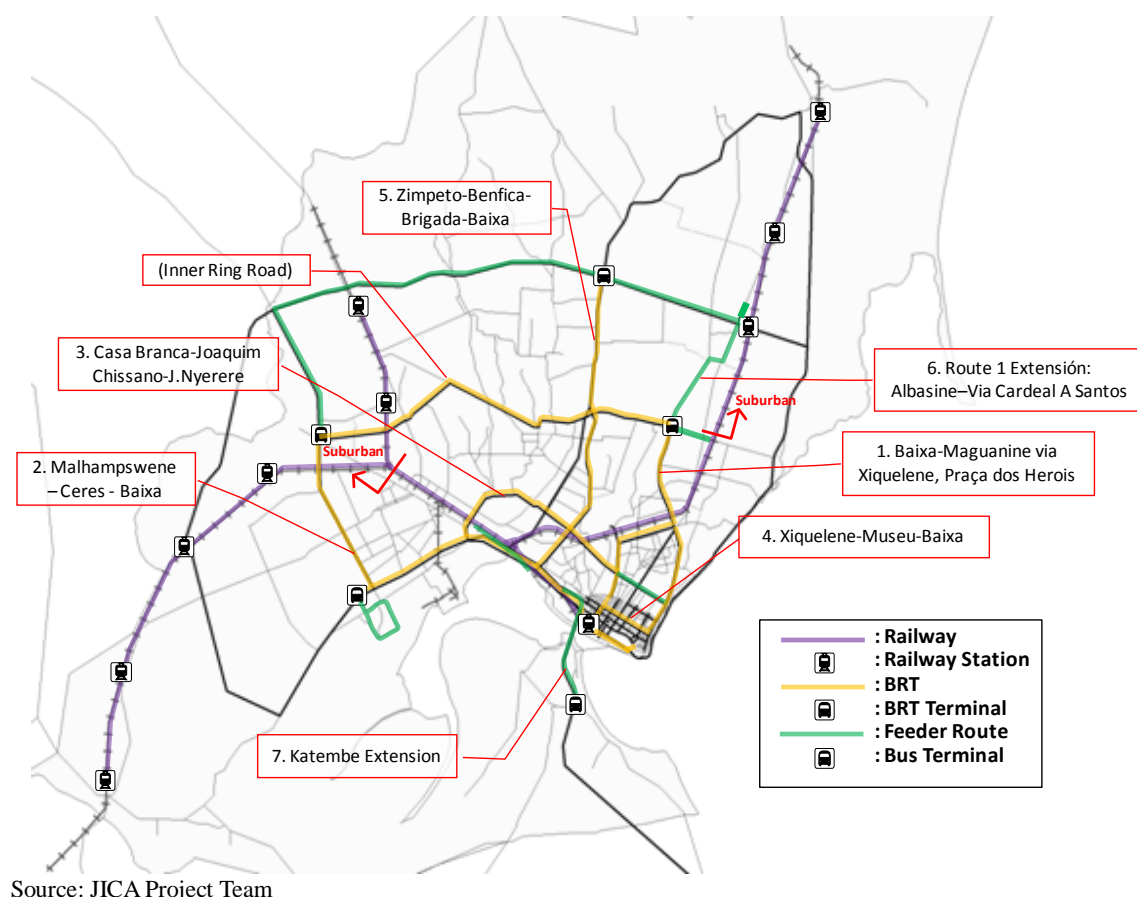 5. Zimpeto-Benfica-
Brigada-Baixa
(Inner Ring Road)
3. Casa Branca-Joaquim
Chissano-J.Nyerere
6. Route 1 Extensión:
Albasine–Via Cardeal A Santos
Suburban
Suburban
2. Malhampswene
–Ceres - Baixa
1. Baixa-Maguanine via
Xiquelene, Praça dos Herois
4. Xiquelene-Museu-Baixa
7. Katembe Extension
: Railway
: Railway Station
: BRT
: BRT Terminal
: Feeder Route
: Bus Terminal
Source: JICA Project Team